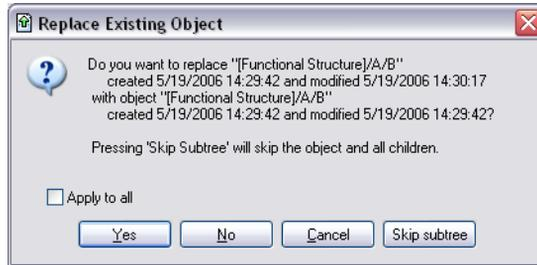 Replace Existing Object
Do you want to replace "[Functional Structure]/A/B"
created 5/19/2006 14:29:42 and modified 5/19/2006 14:30:17
with object "[Functional Structure]/A/B"
created 5/19/2006 14:29:42 and modified 5/19/2006 14:29:42?
Pressing 'Skip Subtree' will skip the object and all children.
Apply to all
Yes No Cancel Skip subtree